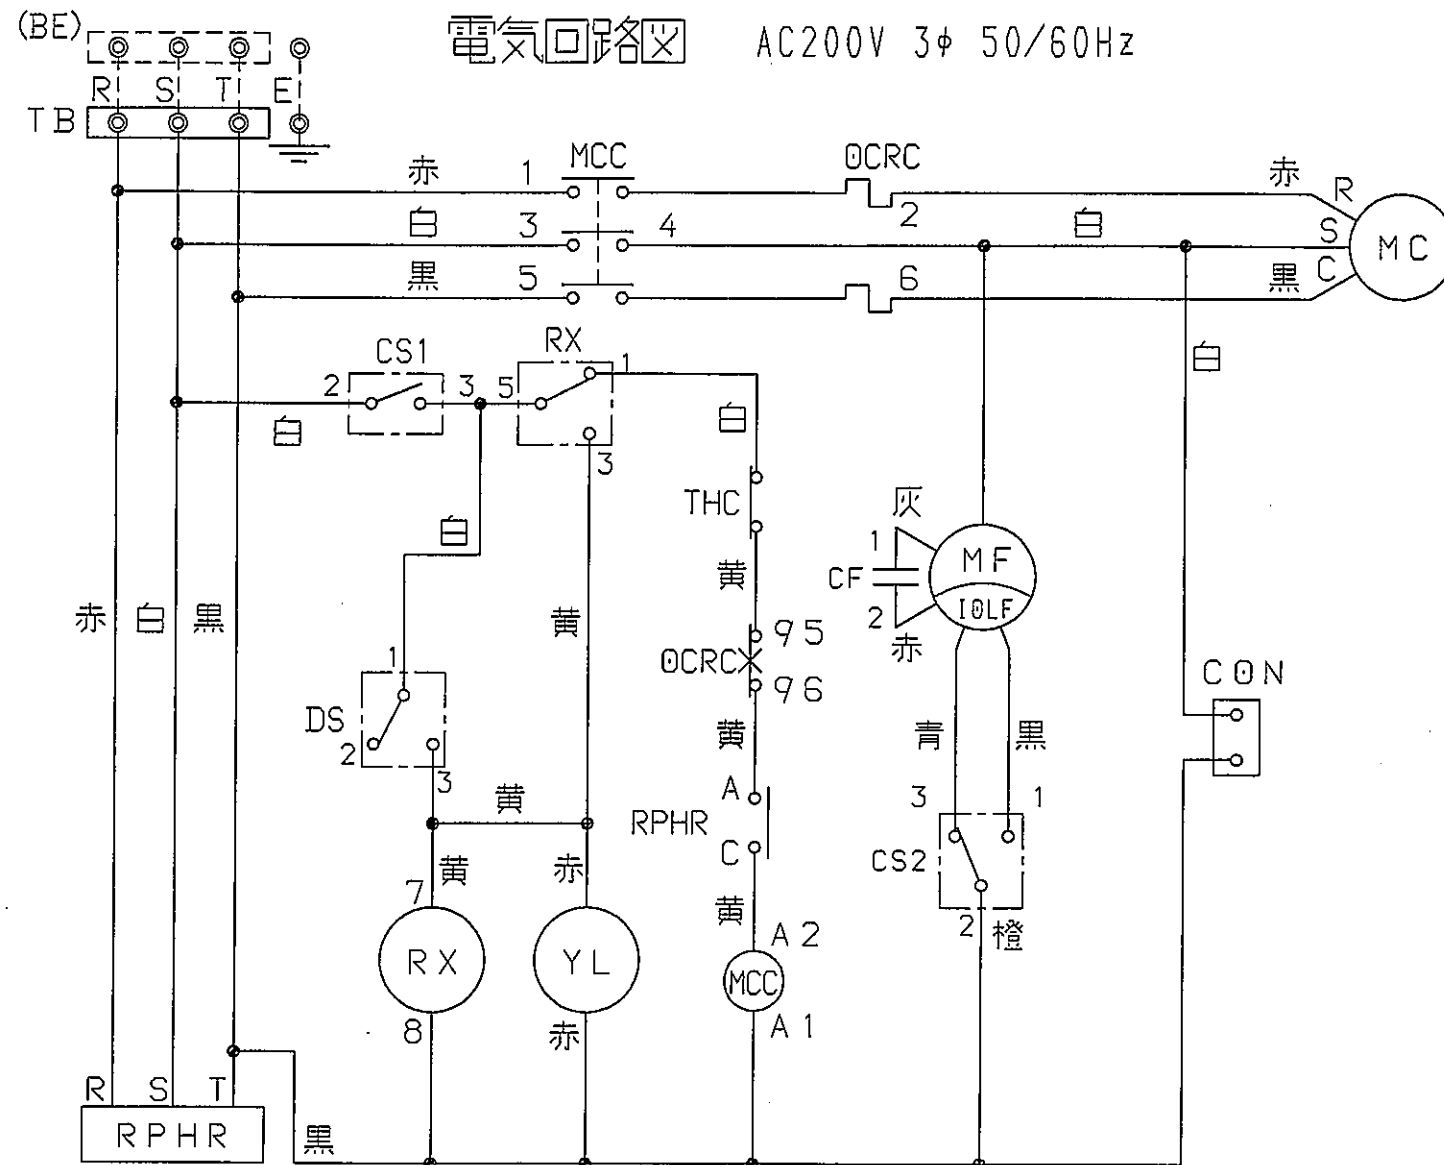 (BE)
電気回路図 AC200V 3φ 50/60Hz
R S T E
TB
MCC
OCRC
赤 1
2
赤 R
白 3 4
白 S
黒 5
6
黒 C
MC
CS1
RX
2 3 5 1
白
3
白
白
THC
白
灰
1
MF
CF
IOLF
2
赤
黄
赤 白 黒
黄
95
OCRC
96
1
DS
2
3
CON
黄
青 黒
黄
A
RPHR
C
3 1
CS2
2 橙
黄 赤
7
黄
RX
YL
A2
MCC
A1
8
赤
R S T
RPHR
黒